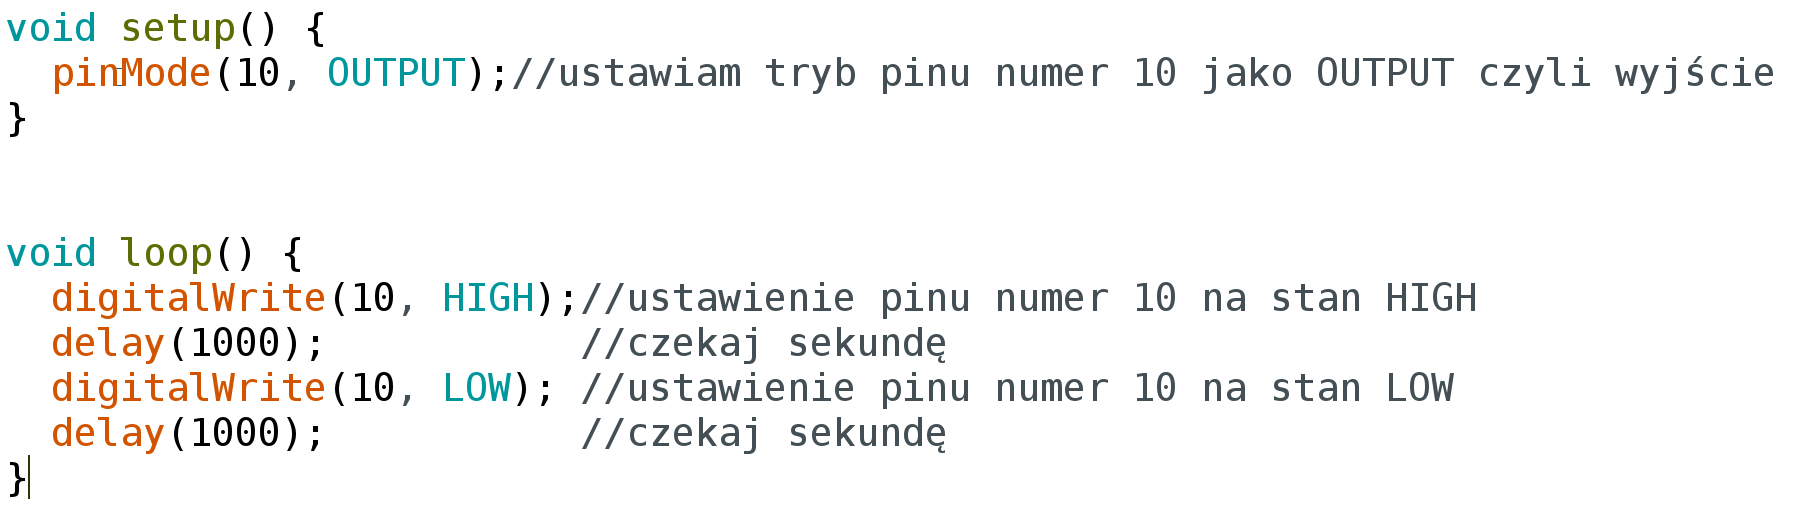 void setup() {
  pinMode(10, OUTPUT);//ustawiam tryb pinu numer 10 jako OUTPUT czyli wyjście
}
void loop() {
  digitalWrite(10, HIGH);//ustawienie pinu numer 10 na stan HIGH
  delay(1000);           //czekaj sekundę
  digitalWrite(10, LOW); //ustawienie pinu numer 10 na stan LOW
  delay(1000);           //czekaj sekundę
}